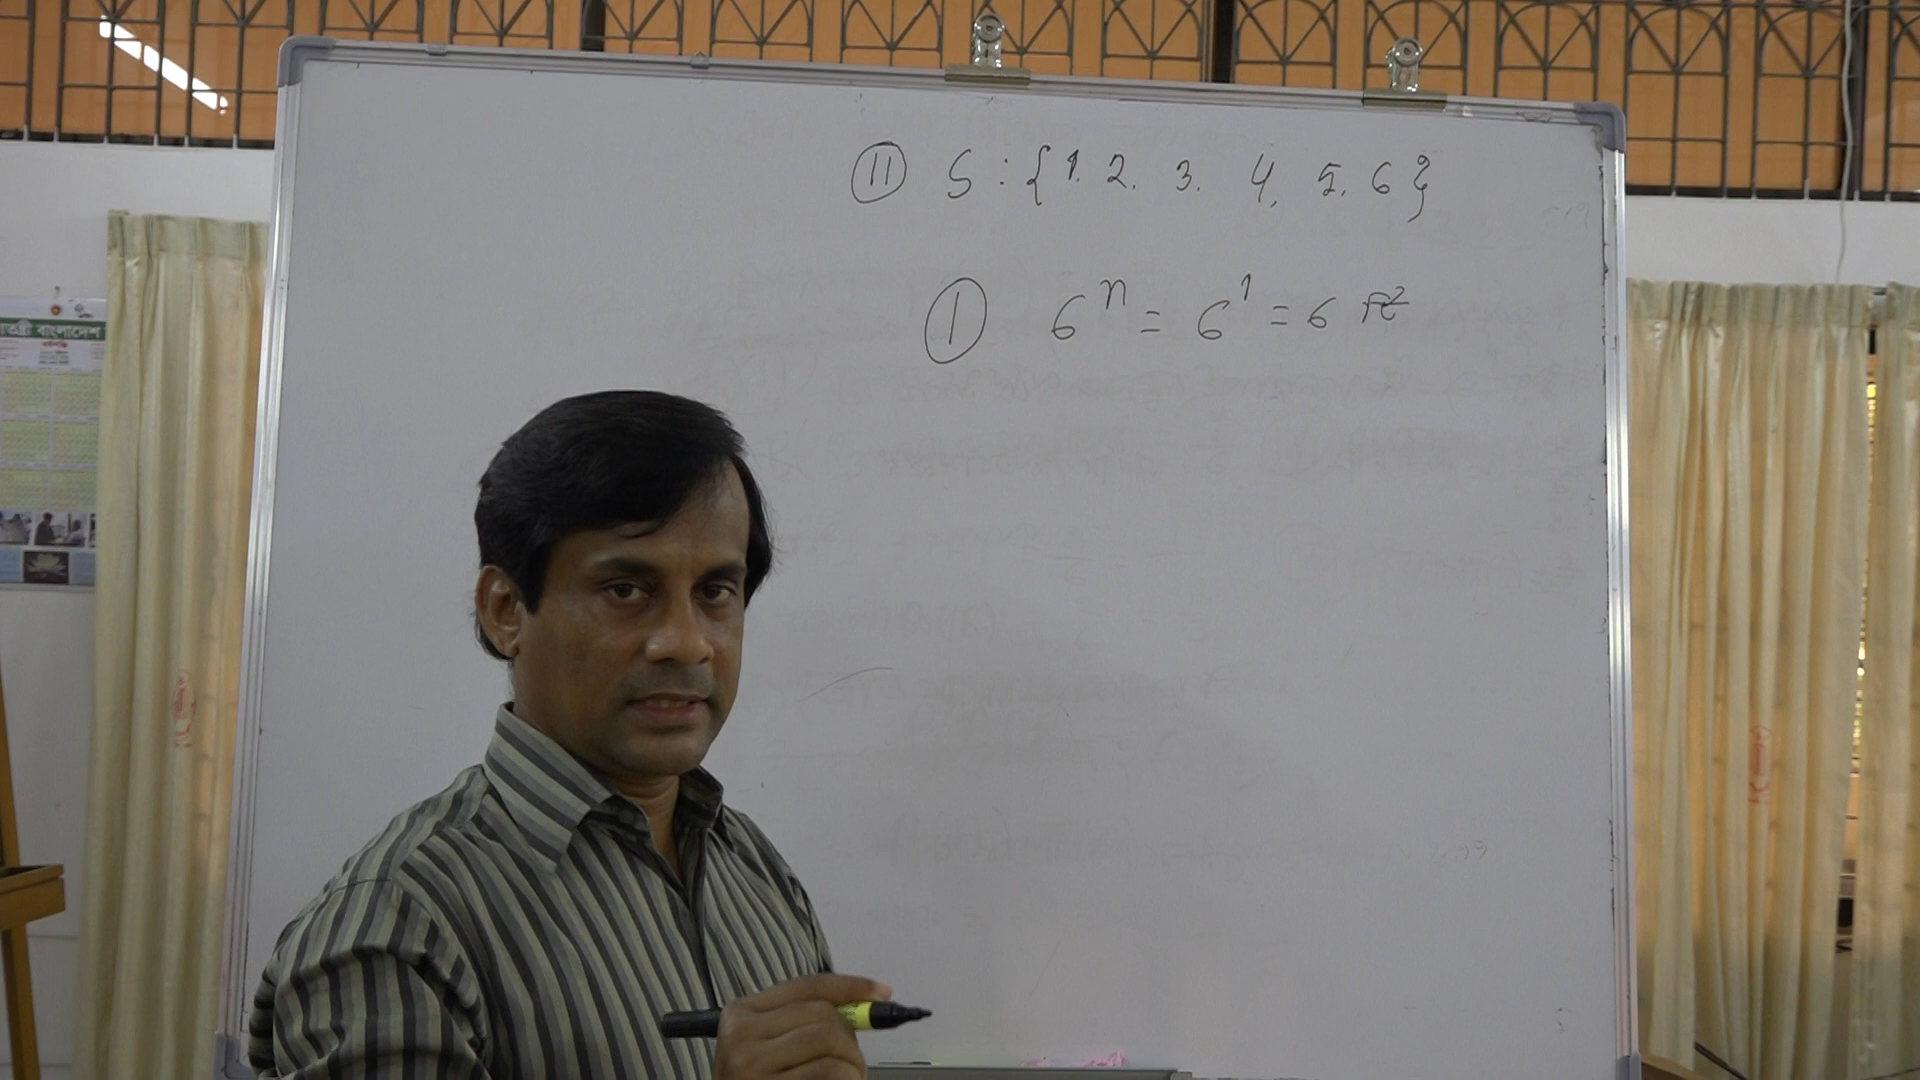 বাংলাদেশ
11 S : { 1. 2. 3. 4, 5. 6 }
1 6ⁿ = 6¹ = 6